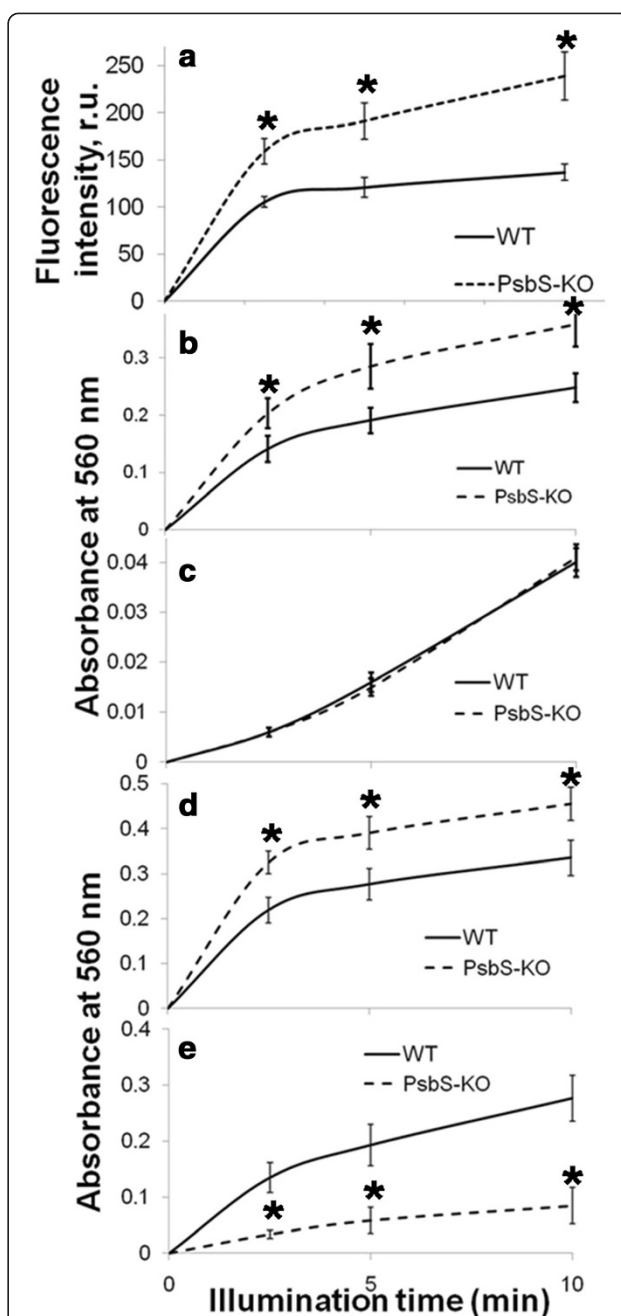 a
Fluorescence
intensity, r.u.
250
200
150
100
50
0
*
*
*
WT
PsbS-KO
b
Absorbance at 560 nm
0.3
0.2
0.1
0
*
*
*
WT
PsbS-KO
c
0.04
0.03
0.02
0.01
0
WT
PsbS-KO
d
Absorbance at 560 nm
0.5
0.4
0.3
0.2
0.1
0
*
*
*
WT
PsbS-KO
e
0.4
0.3
0.2
0.1
0
WT
PsbS-KO
*
*
*
0
5
10
Illumination time (min)